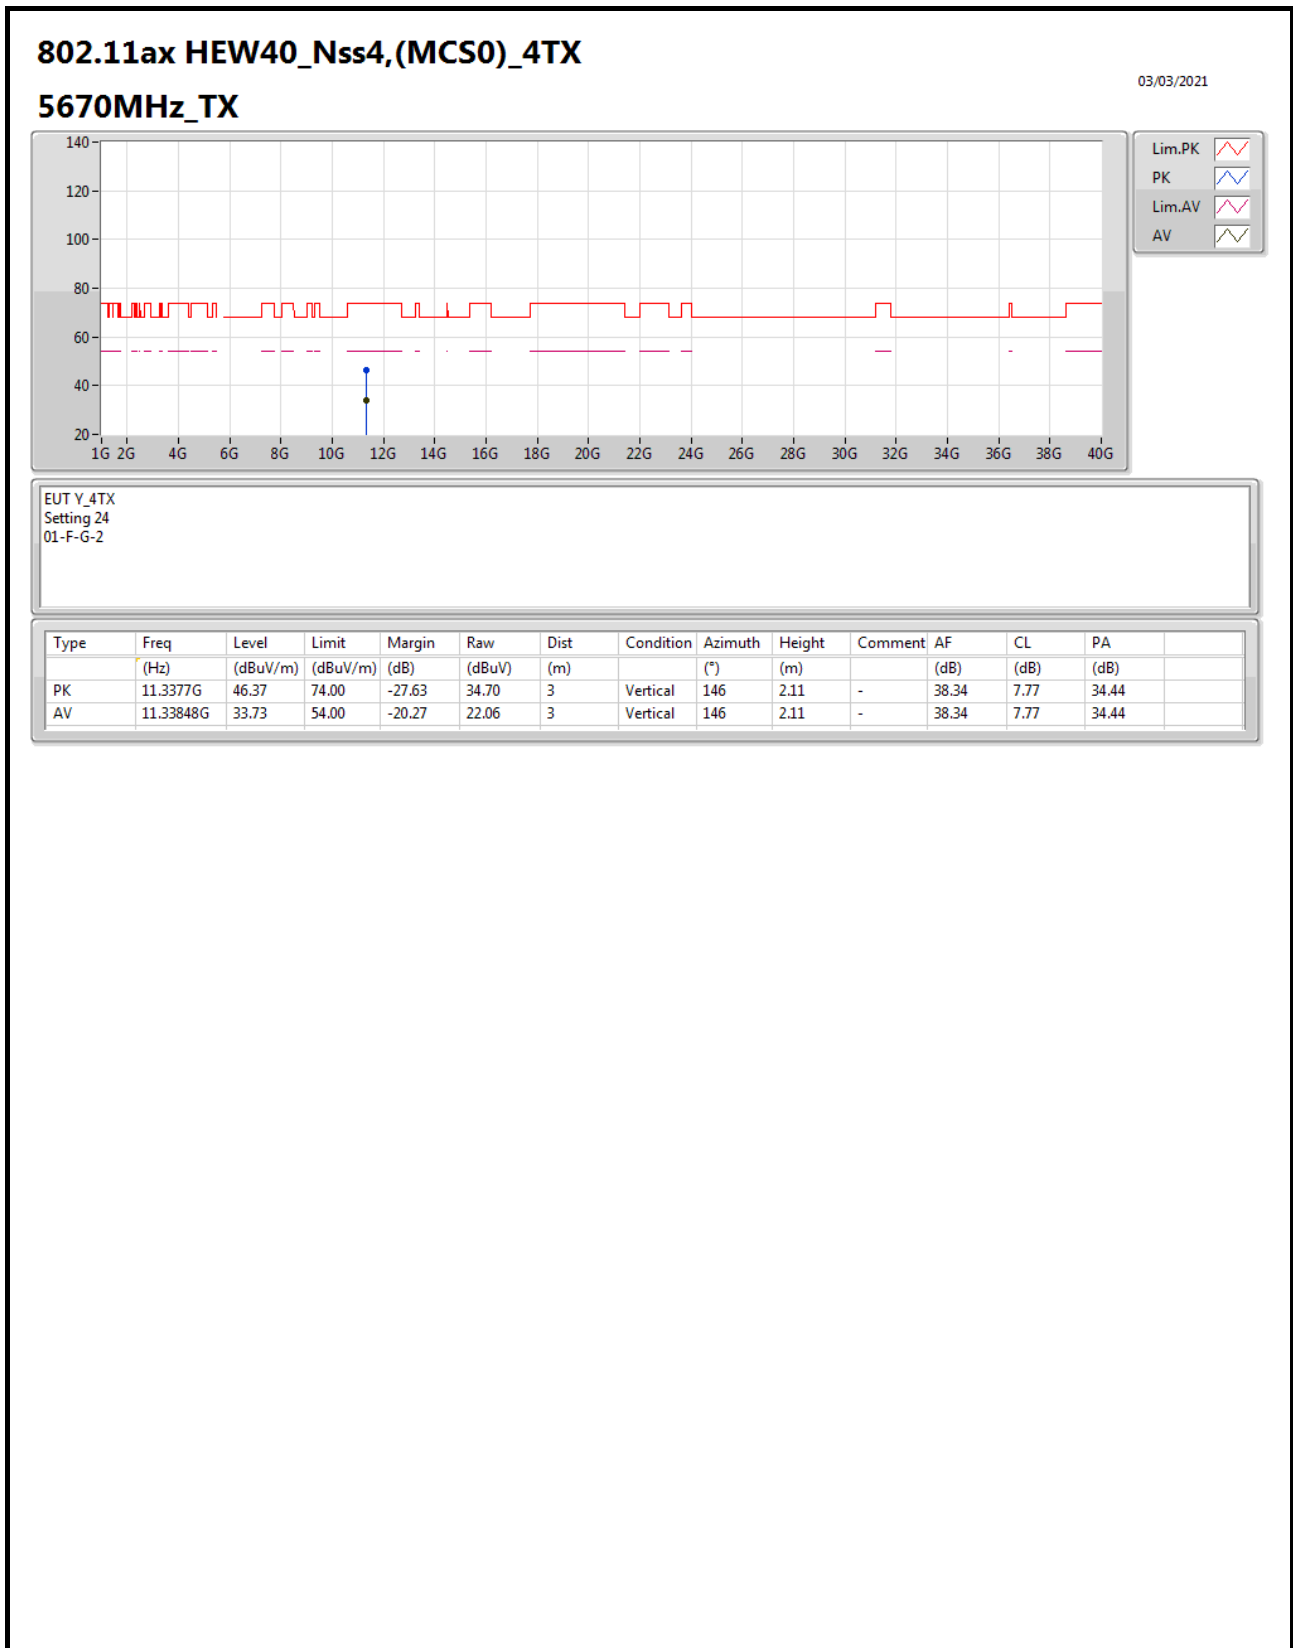 802.11ax HEW40_Nss4,(MCS0)_4TX
03/03/2021
5670MHz_TX
140
120
100
80
60
40
20
1G 2G 4G 6G 8G 10G 12G 14G 16G 18G 20G 22G 24G 26G 28G 30G 32G 34G 36G 38G 40G
Lim.PK
PK
Lim.AV
AV
EUT Y_4TX
Setting 24
01-F-G-2
Type Freq Level Limit Margin Raw Dist Condition Azimuth Height Comment AF CL PA
(Hz) (dBuV/m) (dBuV/m) (dB) (dBuV) (m) (°) (m) (dB) (dB) (dB)
PK 11.3377G 46.37 74.00 -27.63 34.70 3 Vertical 146 2.11 - 38.34 7.77 34.44
AV 11.33848G 33.73 54.00 -20.27 22.06 3 Vertical 146 2.11 - 38.34 7.77 34.44